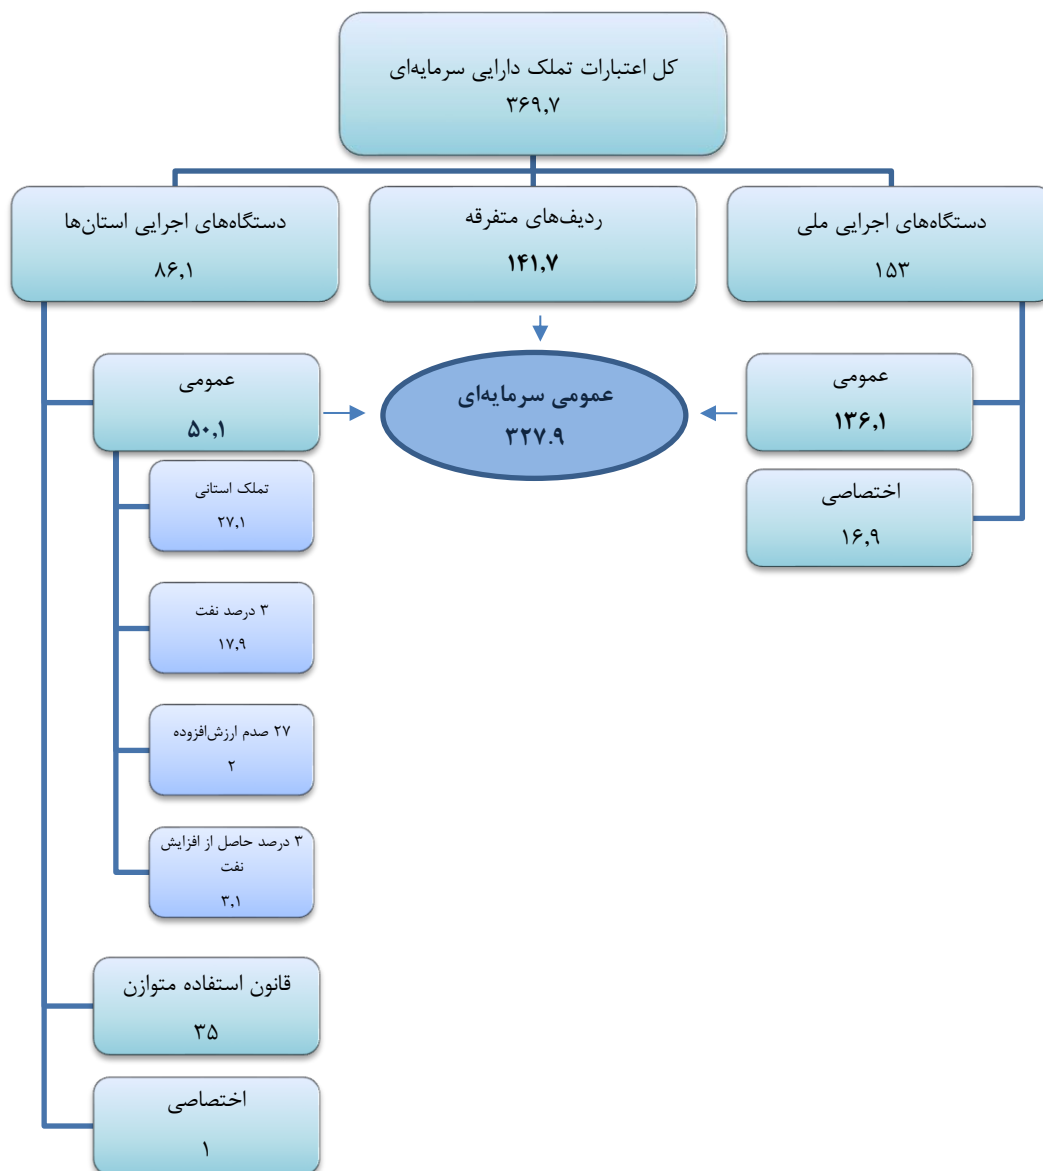 کل اعتبارات تملک دارایی سرمایه‌ای
۳۶۹,۷
دستگاه‌های اجرایی ملی
۱۵۳
ردیف‌های متفرقه
۱۴۱,۷
دستگاه‌های اجرایی استان‌ها
۸۶,۱
عمومی
۱۳۶,۱
عمومی سرمایه‌ای
۳۲۷.۹
عمومی
۵۰,۱
اختصاصی
۱۶,۹
تملک استانی
۲۷,۱
۳ درصد نفت
۱۷,۹
۲۷ صدم ارزش‌افزوده
۲
۳ درصد حاصل از افزایش
نفت
۳,۱
قانون استفاده متوازن
۳۵
اختصاصی
۱